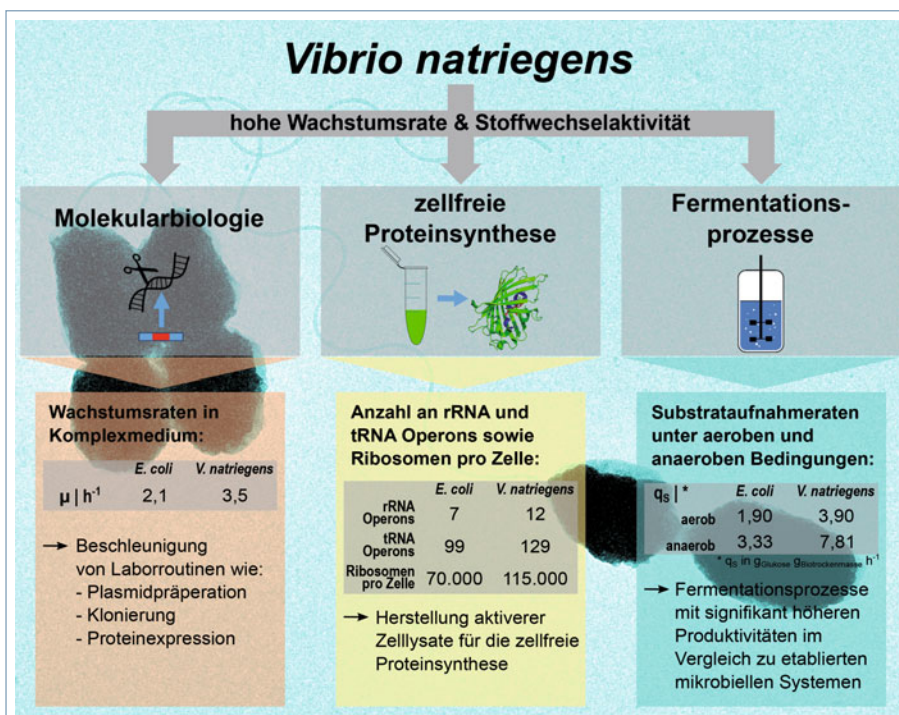 Vibrio natriegens
hohe Wachstumsrate & Stoffwechselaktivität
Molekularbiologie
Wachstumsraten in
Komplexmedium:
E. coli V. natriegens
µ | h⁻¹ 2,1 3,5
→ Beschleunigung
von Laborroutinen wie:
- Plasmidpräperation
- Klonierung
- Proteinexpression
zellfreie
Proteinsynthese
Anzahl an rRNA und
tRNA Operons sowie
Ribosomen pro Zelle:
E. coli V. natriegens
rRNA
Operons 7 12
tRNA
Operons 99 129
Ribosomen
pro Zelle 70.000 115.000
→ Herstellung aktiverer
Zelllysate für die zellfreie
Proteinsynthese
Fermentations-
prozesse
Substrataufnahmeraten
unter aeroben und
anaeroben Bedingungen:
qS | * E. coli V. natriegens
aerob 1,90 3,90
anaerob 3,33 7,81
* qS in gGlukose gBiotrockenmasse h⁻¹
→ Fermentationsprozesse
mit signifikant höheren
Produktivitäten im
Vergleich zu etablierten
mikrobiellen Systemen